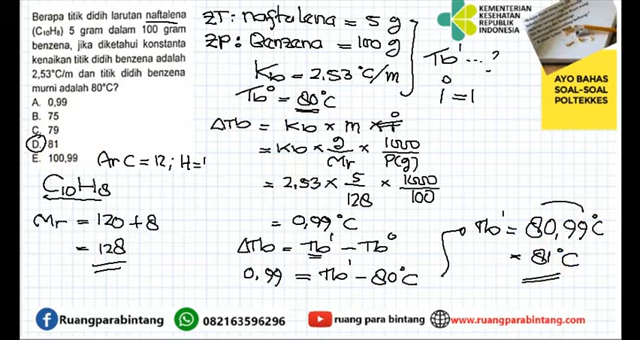 Berapa titik didih larutan naftalena
(C₁₀H₈) 5 gram dalam 100 gram
benzena, jika diketahui konstanta
kenaikan titik didih benzena adalah
2,53°C/m dan titik didih benzena
murni adalah 80°C?
A. 0,99
B. 75
C. 79
D. 81
E. 100,99
Ar C = 12 ; H = 1
C₁₀H₈
Mr = 120 + 8
= 128
ZT : naftalena = 5 g
ZP : Benzena = 100 g
Kb = 2,53 °C/m
Tb° = 80°C
Tb' ... ?
i = 1
ΔTb = Kb × m × i
= Kb × g/Mr × 1000/P(g)
= 2,53 × 5/128 × 1000/100
= 0,99 °C
ΔTb = Tb' - Tb°
0,99 = Tb' - 80°C
Tb' = 80,99°C
= 81°C
KEMENTERIAN
KESEHATAN
REPUBLIK
INDONESIA
AYO BAHAS
SOAL-SOAL
POLTEKKES
Ruangparabintang
082163596296
ruang para bintang
www.ruangparabintang.com